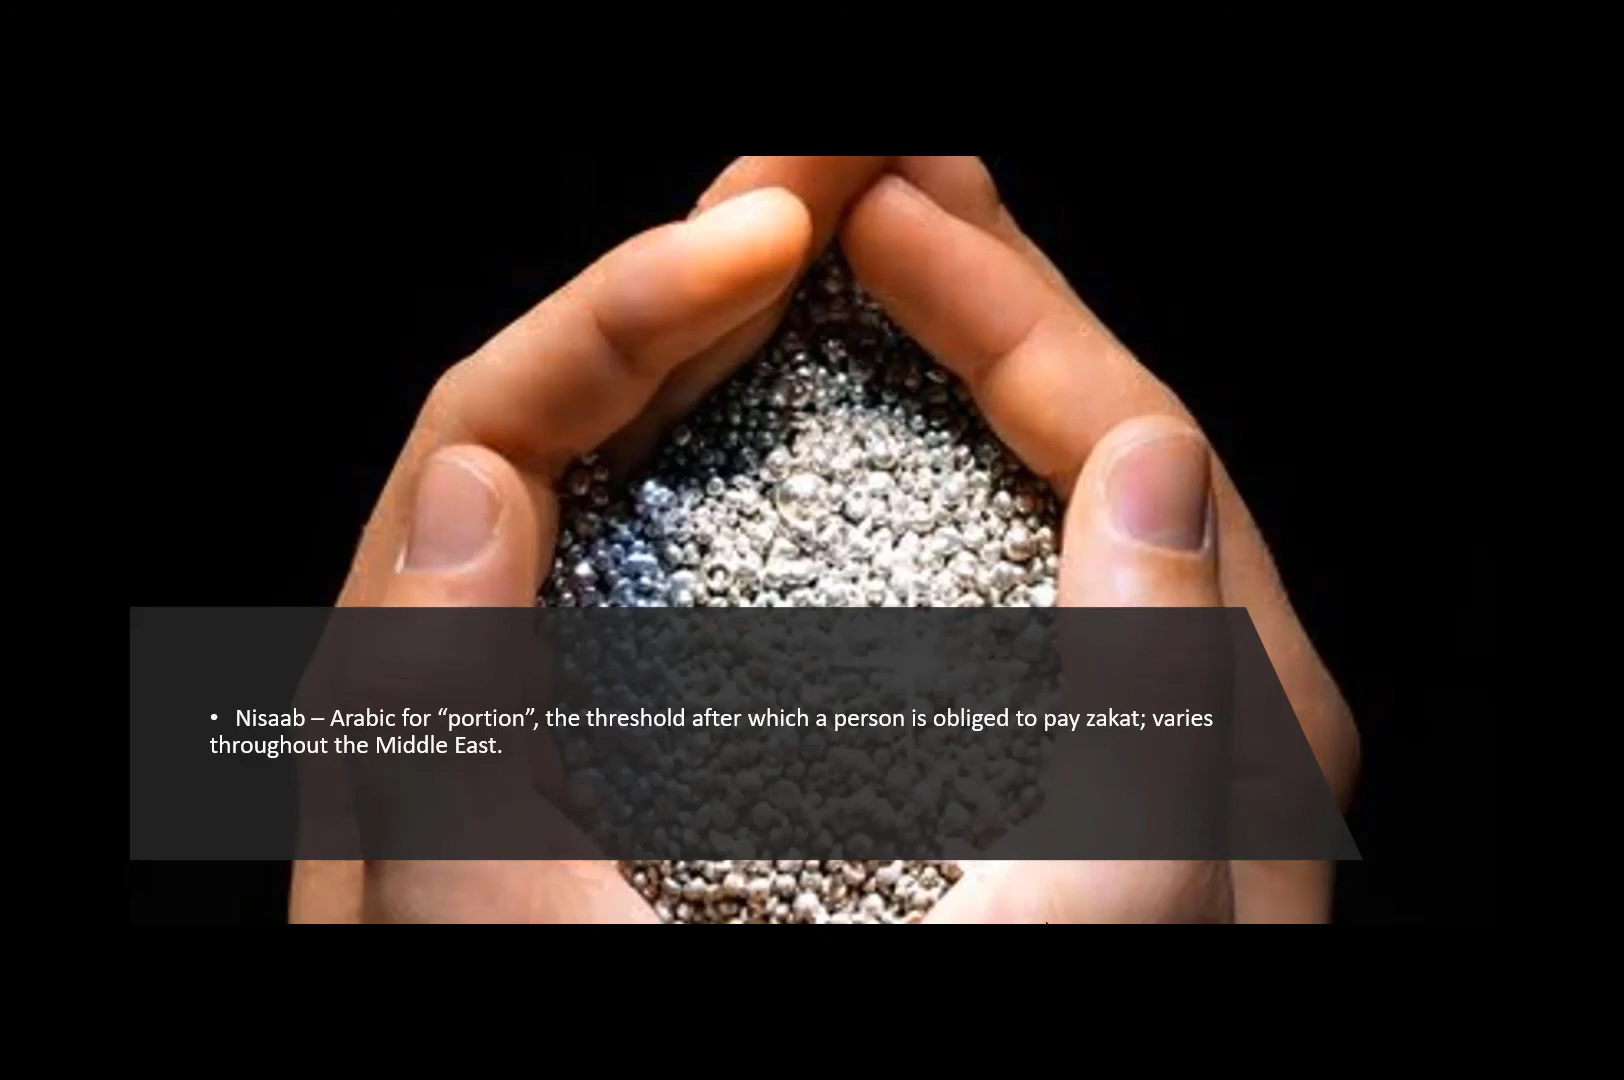 • Nisaab – Arabic for “portion”, the threshold after which a person is obliged to pay zakat; varies
throughout the Middle East.